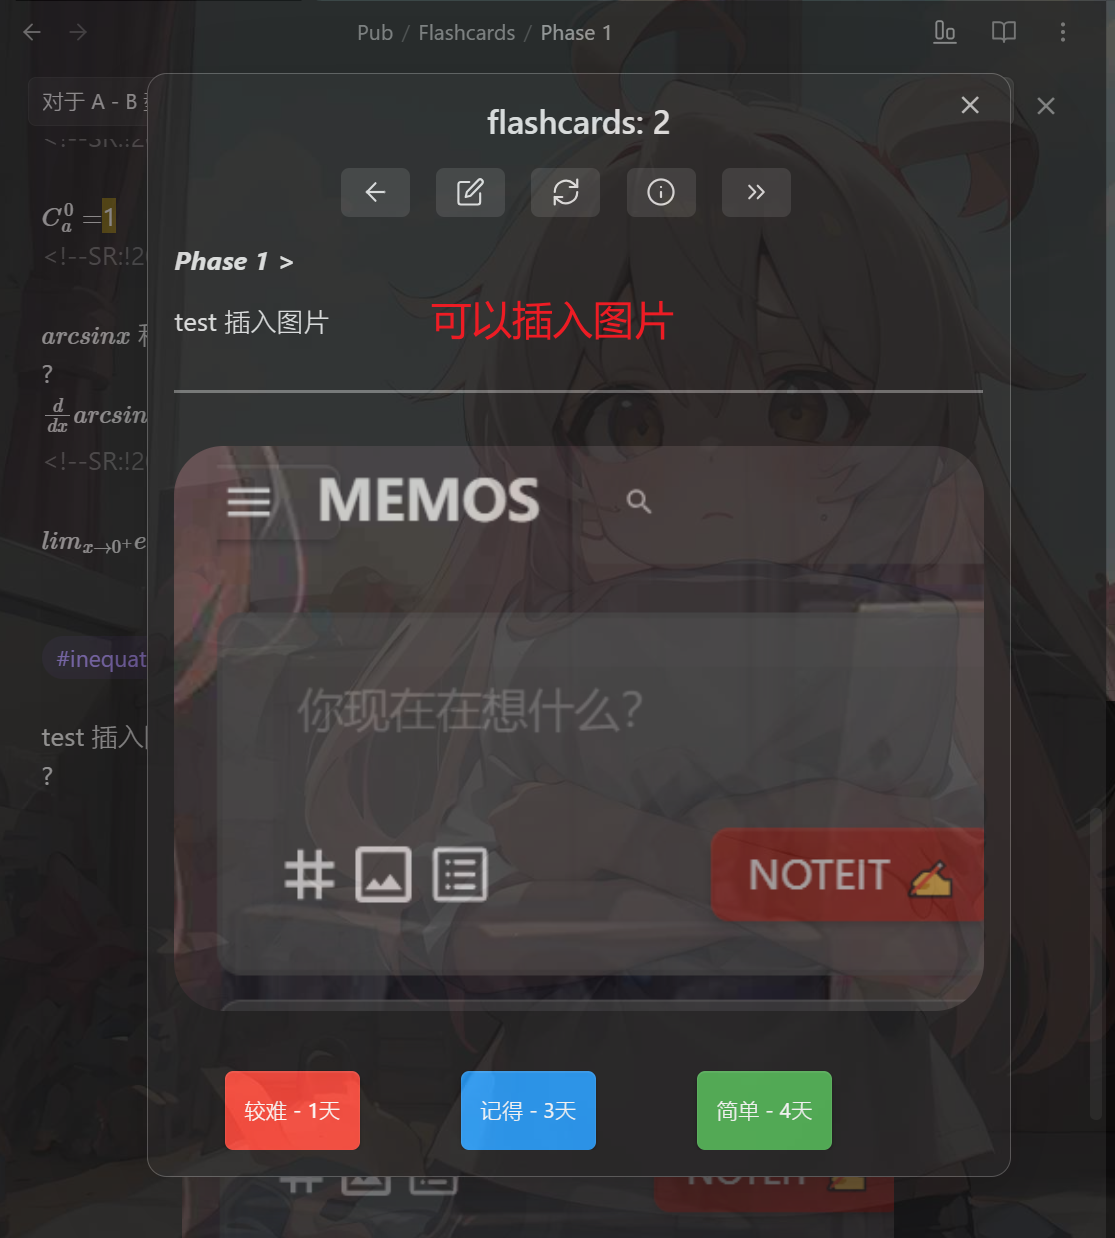 Pub / Flashcards / Phase 1
对于 A - B
<!--SR:!2
flashcards: 2
C_a^0 =1
<!--SR:!2
Phase 1 >
arcsinx
test 插入图片 可以插入图片
?
d/dx arcsin
<!--SR:!2
MEMOS
lim_{x→0^+} e
#inequat
你现在在想什么?
test 插入
?
NOTEIT
较难 - 1天 记得 - 3天 简单 - 4天
NOTEIT